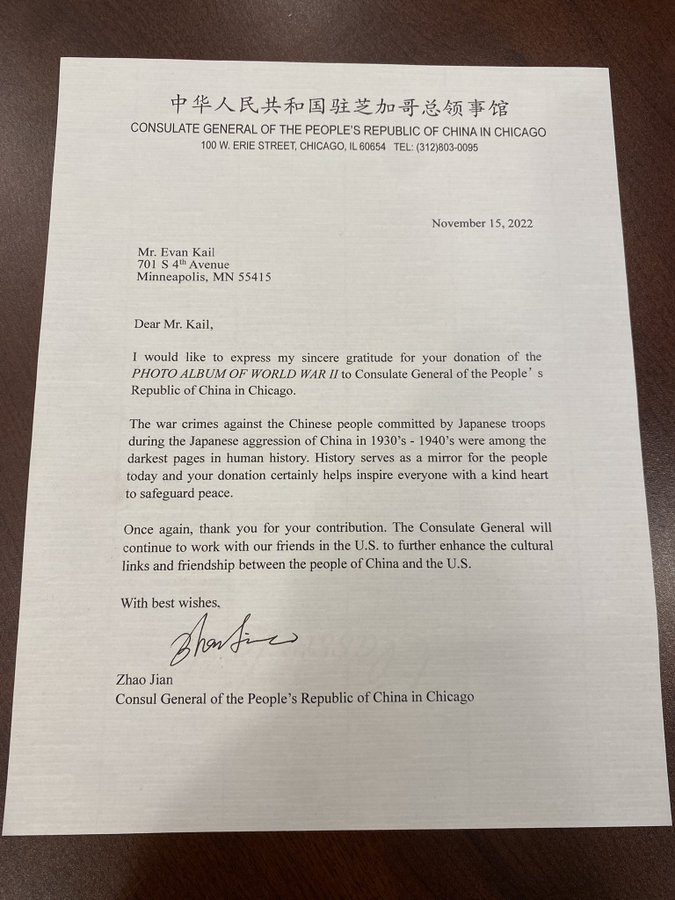 中华人民共和国驻芝加哥总领事馆
CONSULATE GENERAL OF THE PEOPLE'S REPUBLIC OF CHINA IN CHICAGO
100 W. ERIE STREET, CHICAGO, IL 60654 TEL: (312)803-0095
November 15, 2022
Mr. Evan Kail
701 S 4th Avenue
Minneapolis, MN 55415
Dear Mr. Kail,
I would like to express my sincere gratitude for your donation of the
PHOTO ALBUM OF WORLD WAR II to Consulate General of the People's
Republic of China in Chicago.
The war crimes against the Chinese people committed by Japanese troops
during the Japanese aggression of China in 1930's - 1940's were among the
darkest pages in human history. History serves as a mirror for the people
today and your donation certainly helps inspire everyone with a kind heart
to safeguard peace.
Once again, thank you for your contribution. The Consulate General will
continue to work with our friends in the U.S. to further enhance the cultural
links and friendship between the people of China and the U.S.
With best wishes,
Zhao Jian
Zhao Jian
Consul General of the People's Republic of China in Chicago